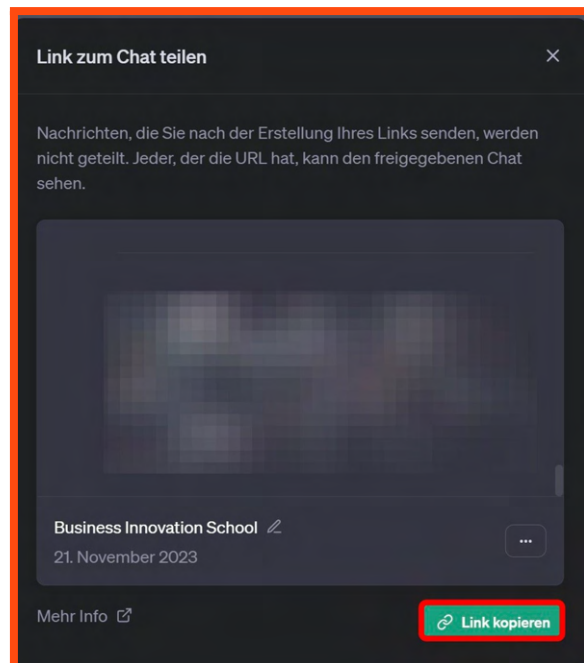 Link zum Chat teilen
Nachrichten, die Sie nach der Erstellung Ihres Links senden, werden
nicht geteilt. Jeder, der die URL hat, kann den freigegebenen Chat
sehen.
Business Innovation School
21. November 2023
Mehr Info
Link kopieren